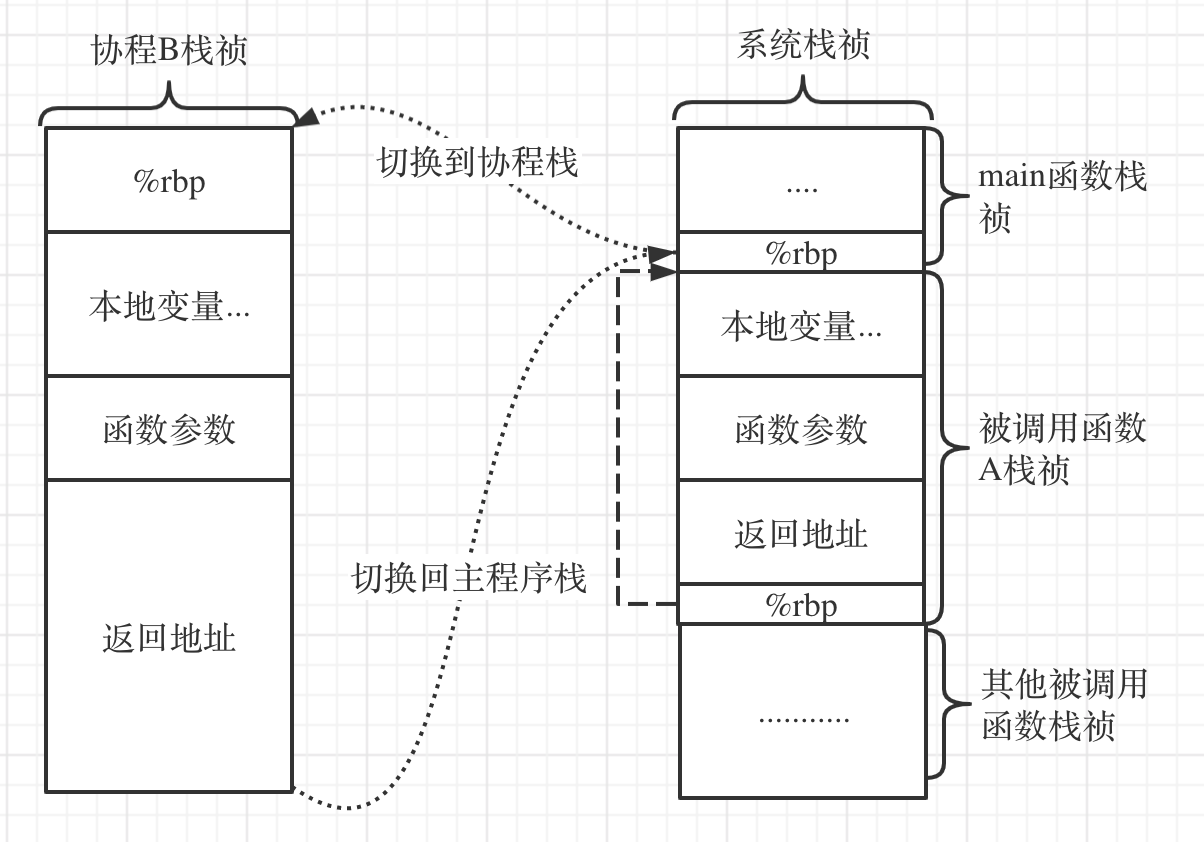 协程B栈祯
%rbp
本地变量...
函数参数
返回地址
切换到协程栈
切换回主程序栈
系统栈祯
....
%rbp
本地变量...
函数参数
返回地址
%rbp
...........
main函数栈
祯
被调用函数
A栈祯
其他被调用
函数栈祯